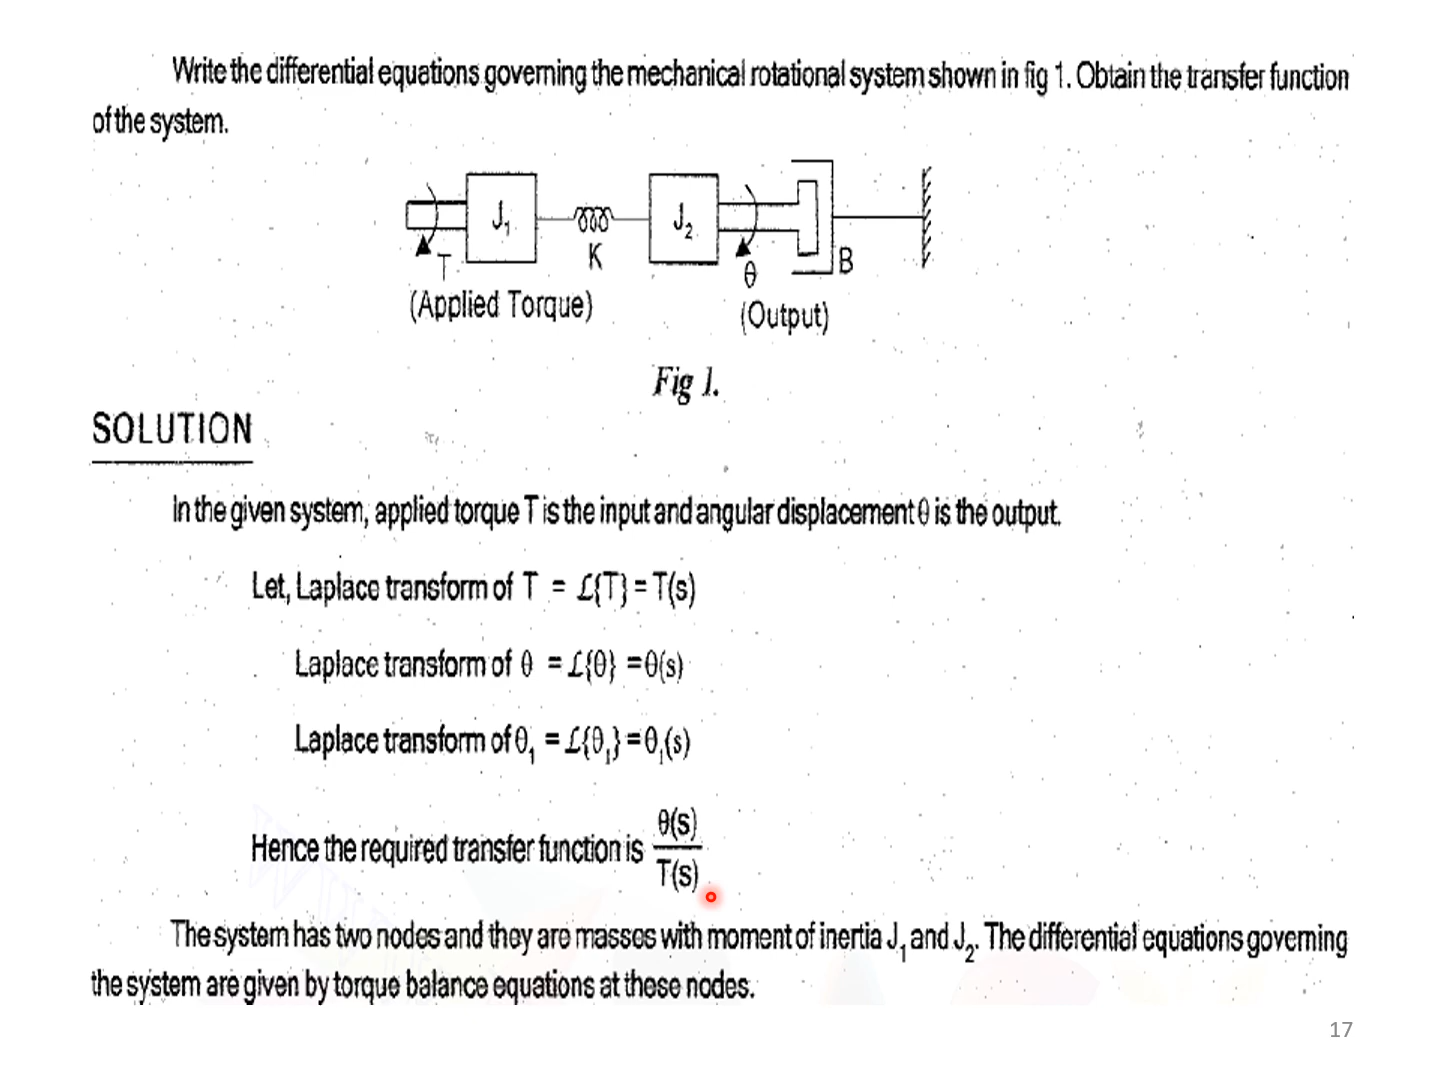 Write the differential equations governing the mechanical rotational system shown in fig 1. Obtain the transfer function
of the system.
J₁
J₂
K
T
θ
B
(Applied Torque)
(Output)
Fig 1.
SOLUTION
In the given system, applied torque T is the input and angular displacement θ is the output.
Let, Laplace transform of T = ℒ{T} = T(s)
Laplace transform of θ = ℒ{θ} = θ(s)
Laplace transform of θ₁ = ℒ{θ₁} = θ₁(s)
Hence the required transfer function is θ(s)/T(s)
The system has two nodes and they are masses with moment of inertia J₁ and J₂. The differential equations governing
the system are given by torque balance equations at these nodes.
17